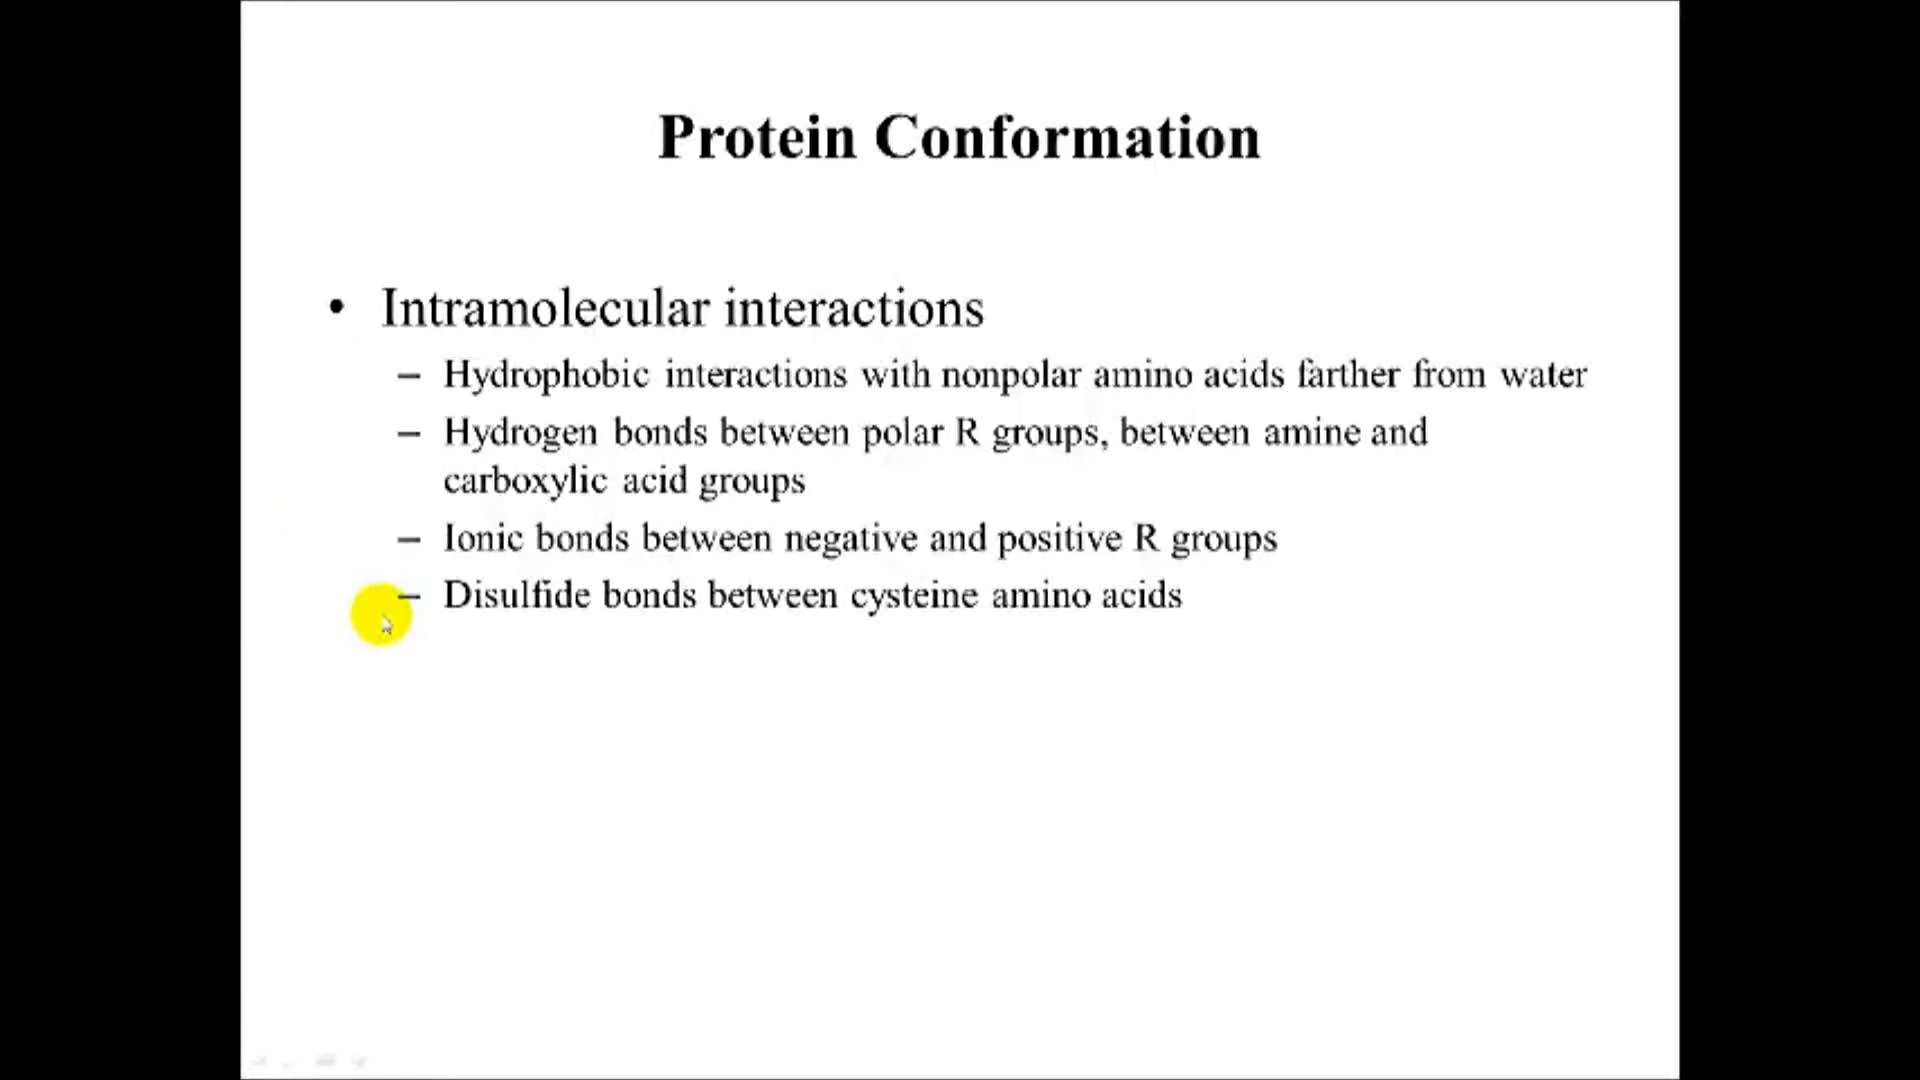 Protein Conformation
• Intramolecular interactions
– Hydrophobic interactions with nonpolar amino acids farther from water
– Hydrogen bonds between polar R groups, between amine and
carboxylic acid groups
– Ionic bonds between negative and positive R groups
– Disulfide bonds between cysteine amino acids